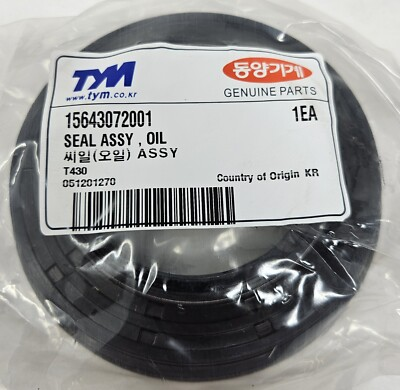 TYM
www.tym.co.kr
동양기계
GENUINE PARTS
15643072001 1EA
SEAL ASSY , OIL
씨일(오일) ASSY
T430
051201270
Country of Origin KR